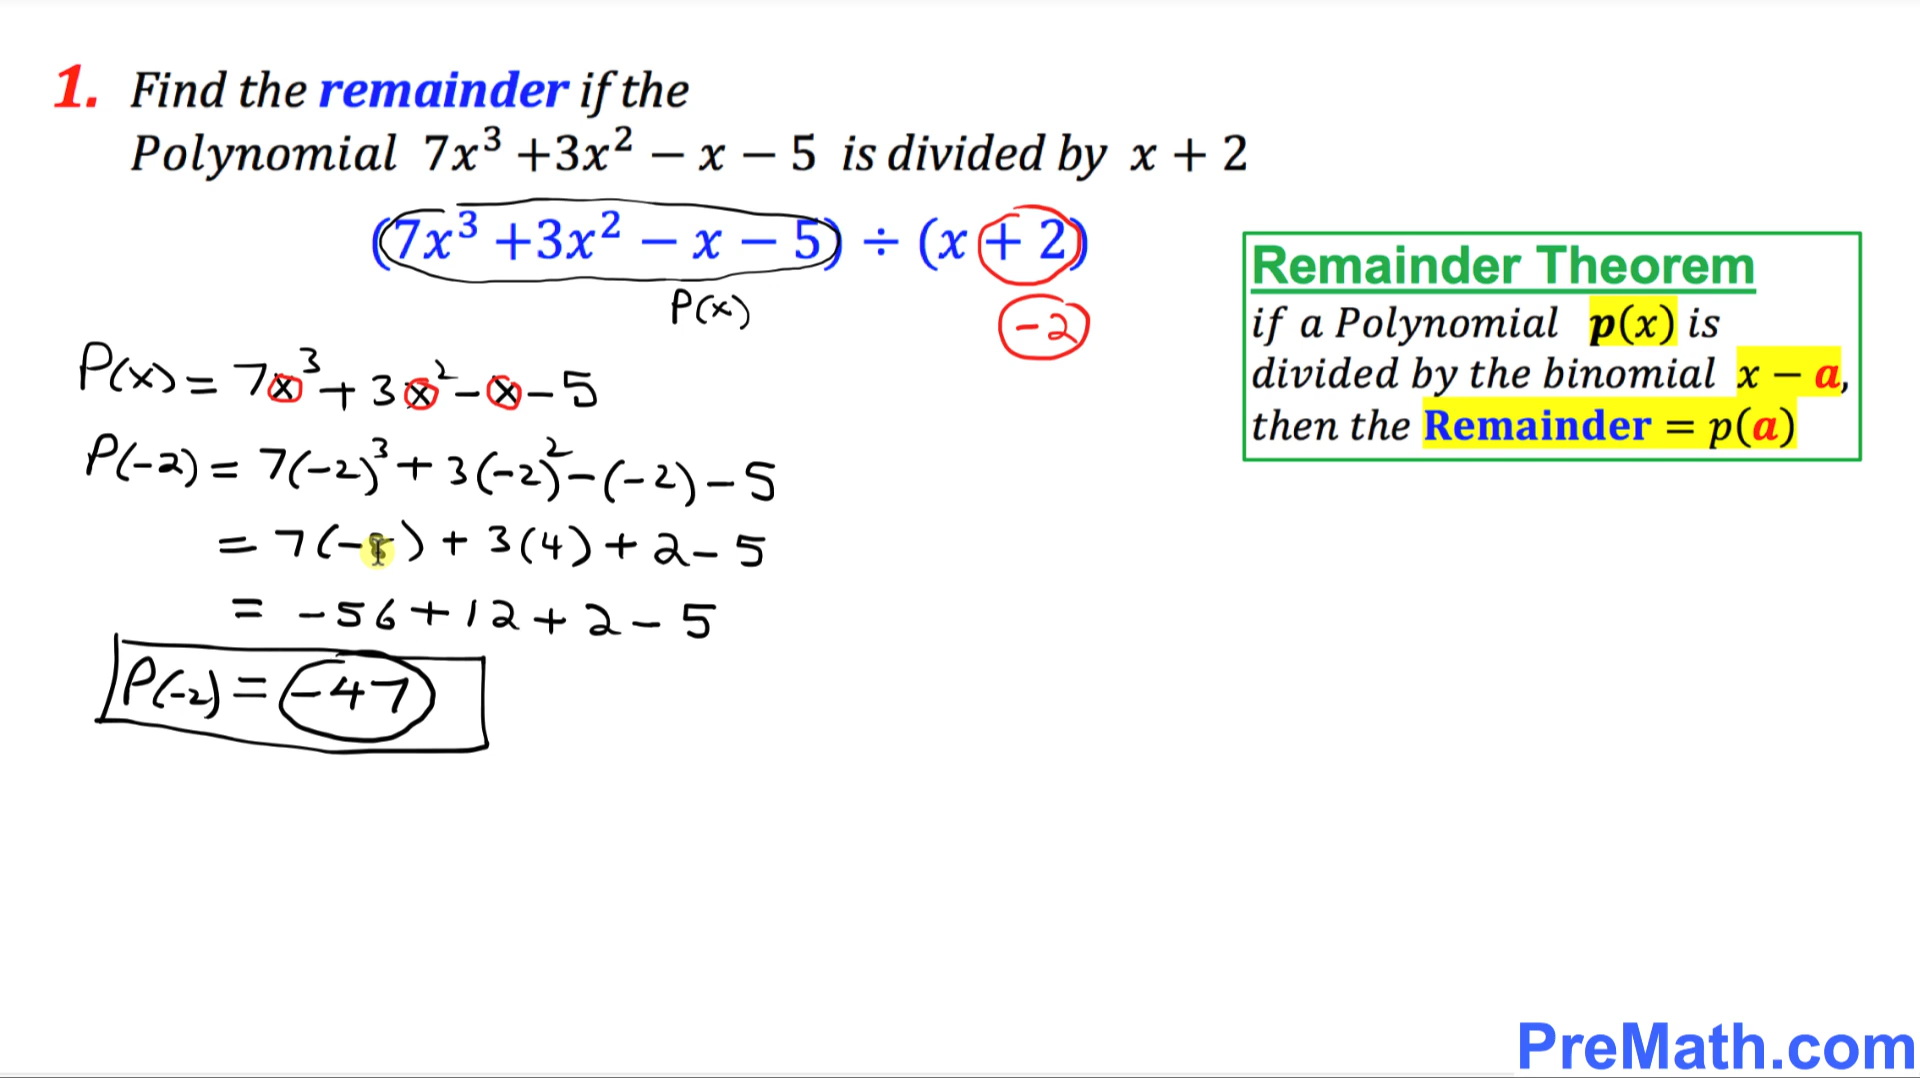 1. Find the remainder if the
Polynomial 7x³ +3x² − x − 5 is divided by x + 2
(7x³ +3x² − x − 5) ÷ (x + 2)
P(x)
−2
Remainder Theorem
if a Polynomial p(x) is
divided by the binomial x − a,
then the Remainder = p(a)
P(x) = 7x³ + 3x² − x − 5
P(−2) = 7(−2)³ + 3(−2)² − (−2) − 5
= 7(−8) + 3(4) + 2 − 5
= −56 + 12 + 2 − 5
P(−2) = −47
PreMath.com